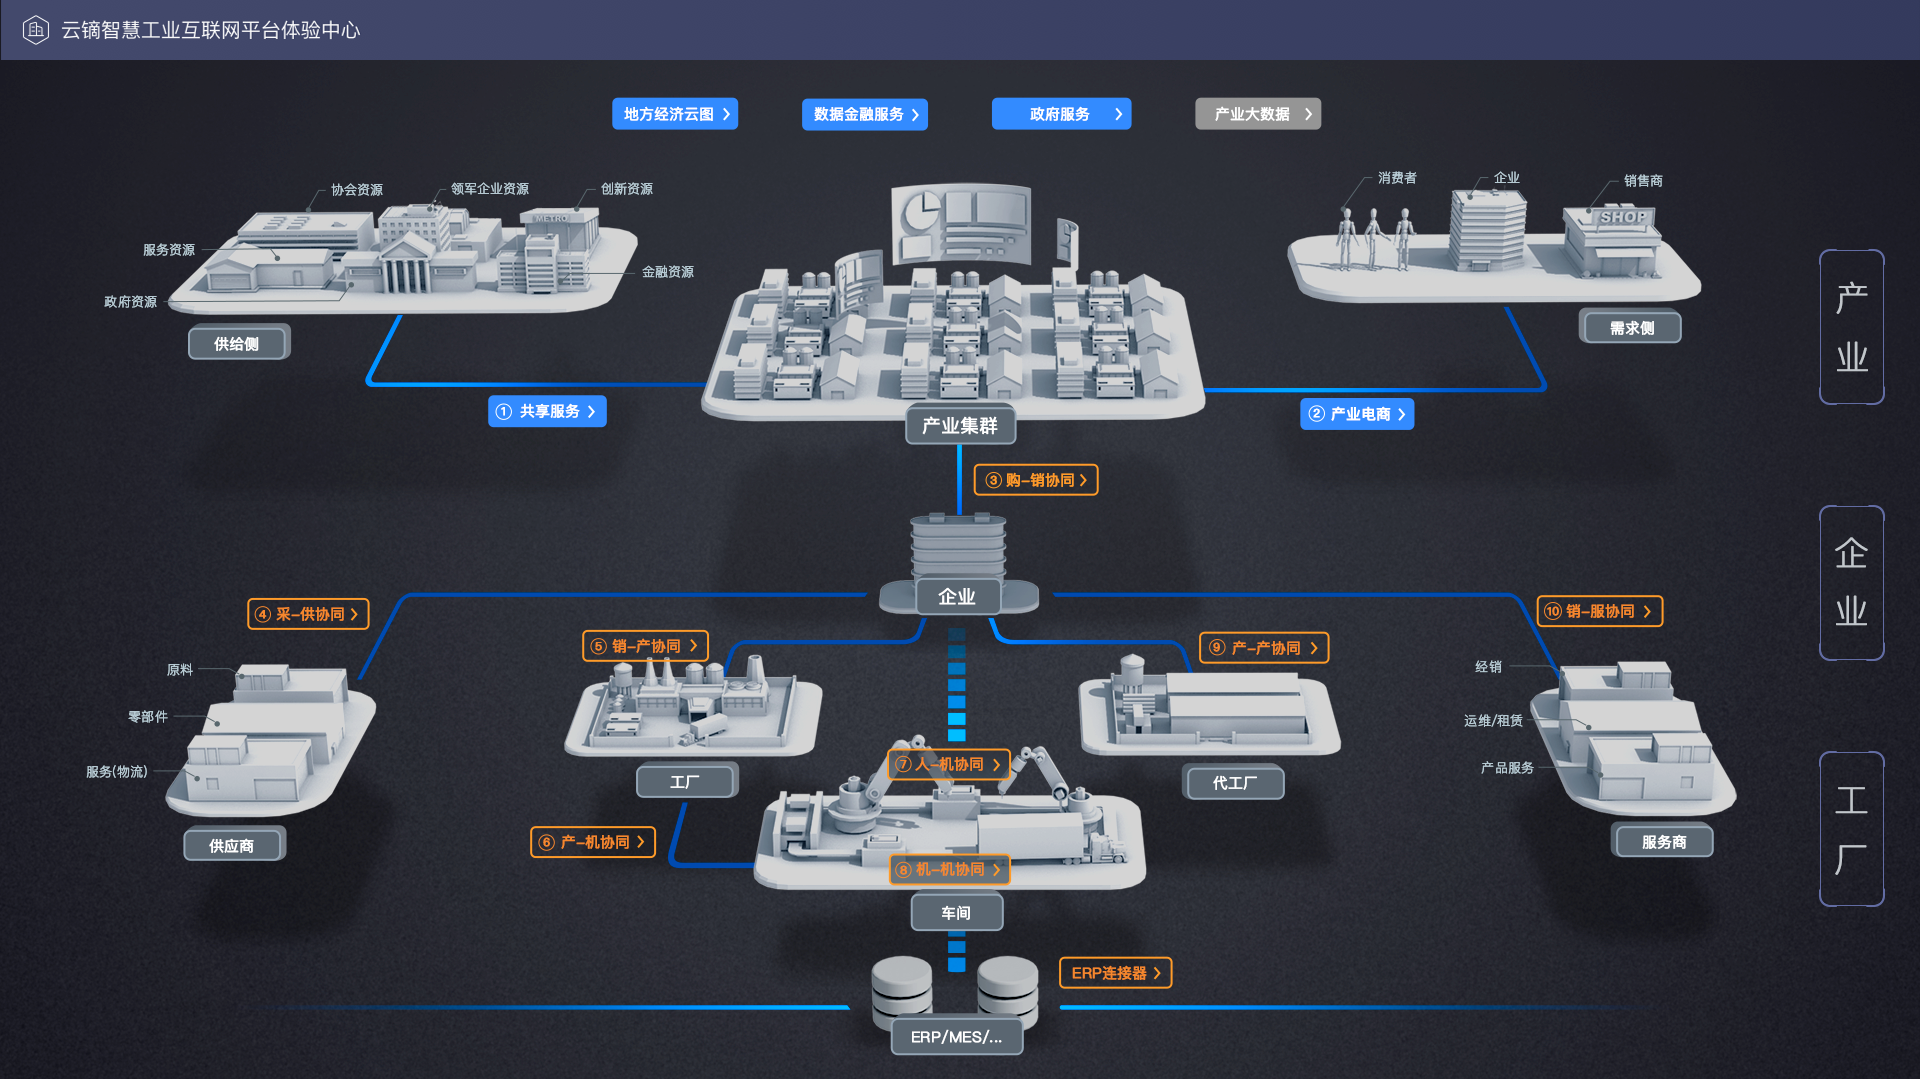 云镝智慧工业互联网平台体验中心
地方经济云图
数据金融服务
政府服务
产业大数据
协会资源
领军企业资源
创新资源
服务资源
金融资源
政府资源
METRO
供给侧
消费者
企业
销售商
SHOP
需求侧
产业
① 共享服务
② 产业电商
产业集群
③ 购-销协同
企业
企业
④ 采-供协同
⑤ 销-产协同
⑨ 产-产协同
⑩ 销-服协同
原料
零部件
服务(物流)
供应商
工厂
⑥ 产-机协同
⑦ 人-机协同
⑧ 机-机协同
车间
代工厂
经销
运维/租赁
产品服务
服务商
工厂
ERP连接器
ERP/MES/...